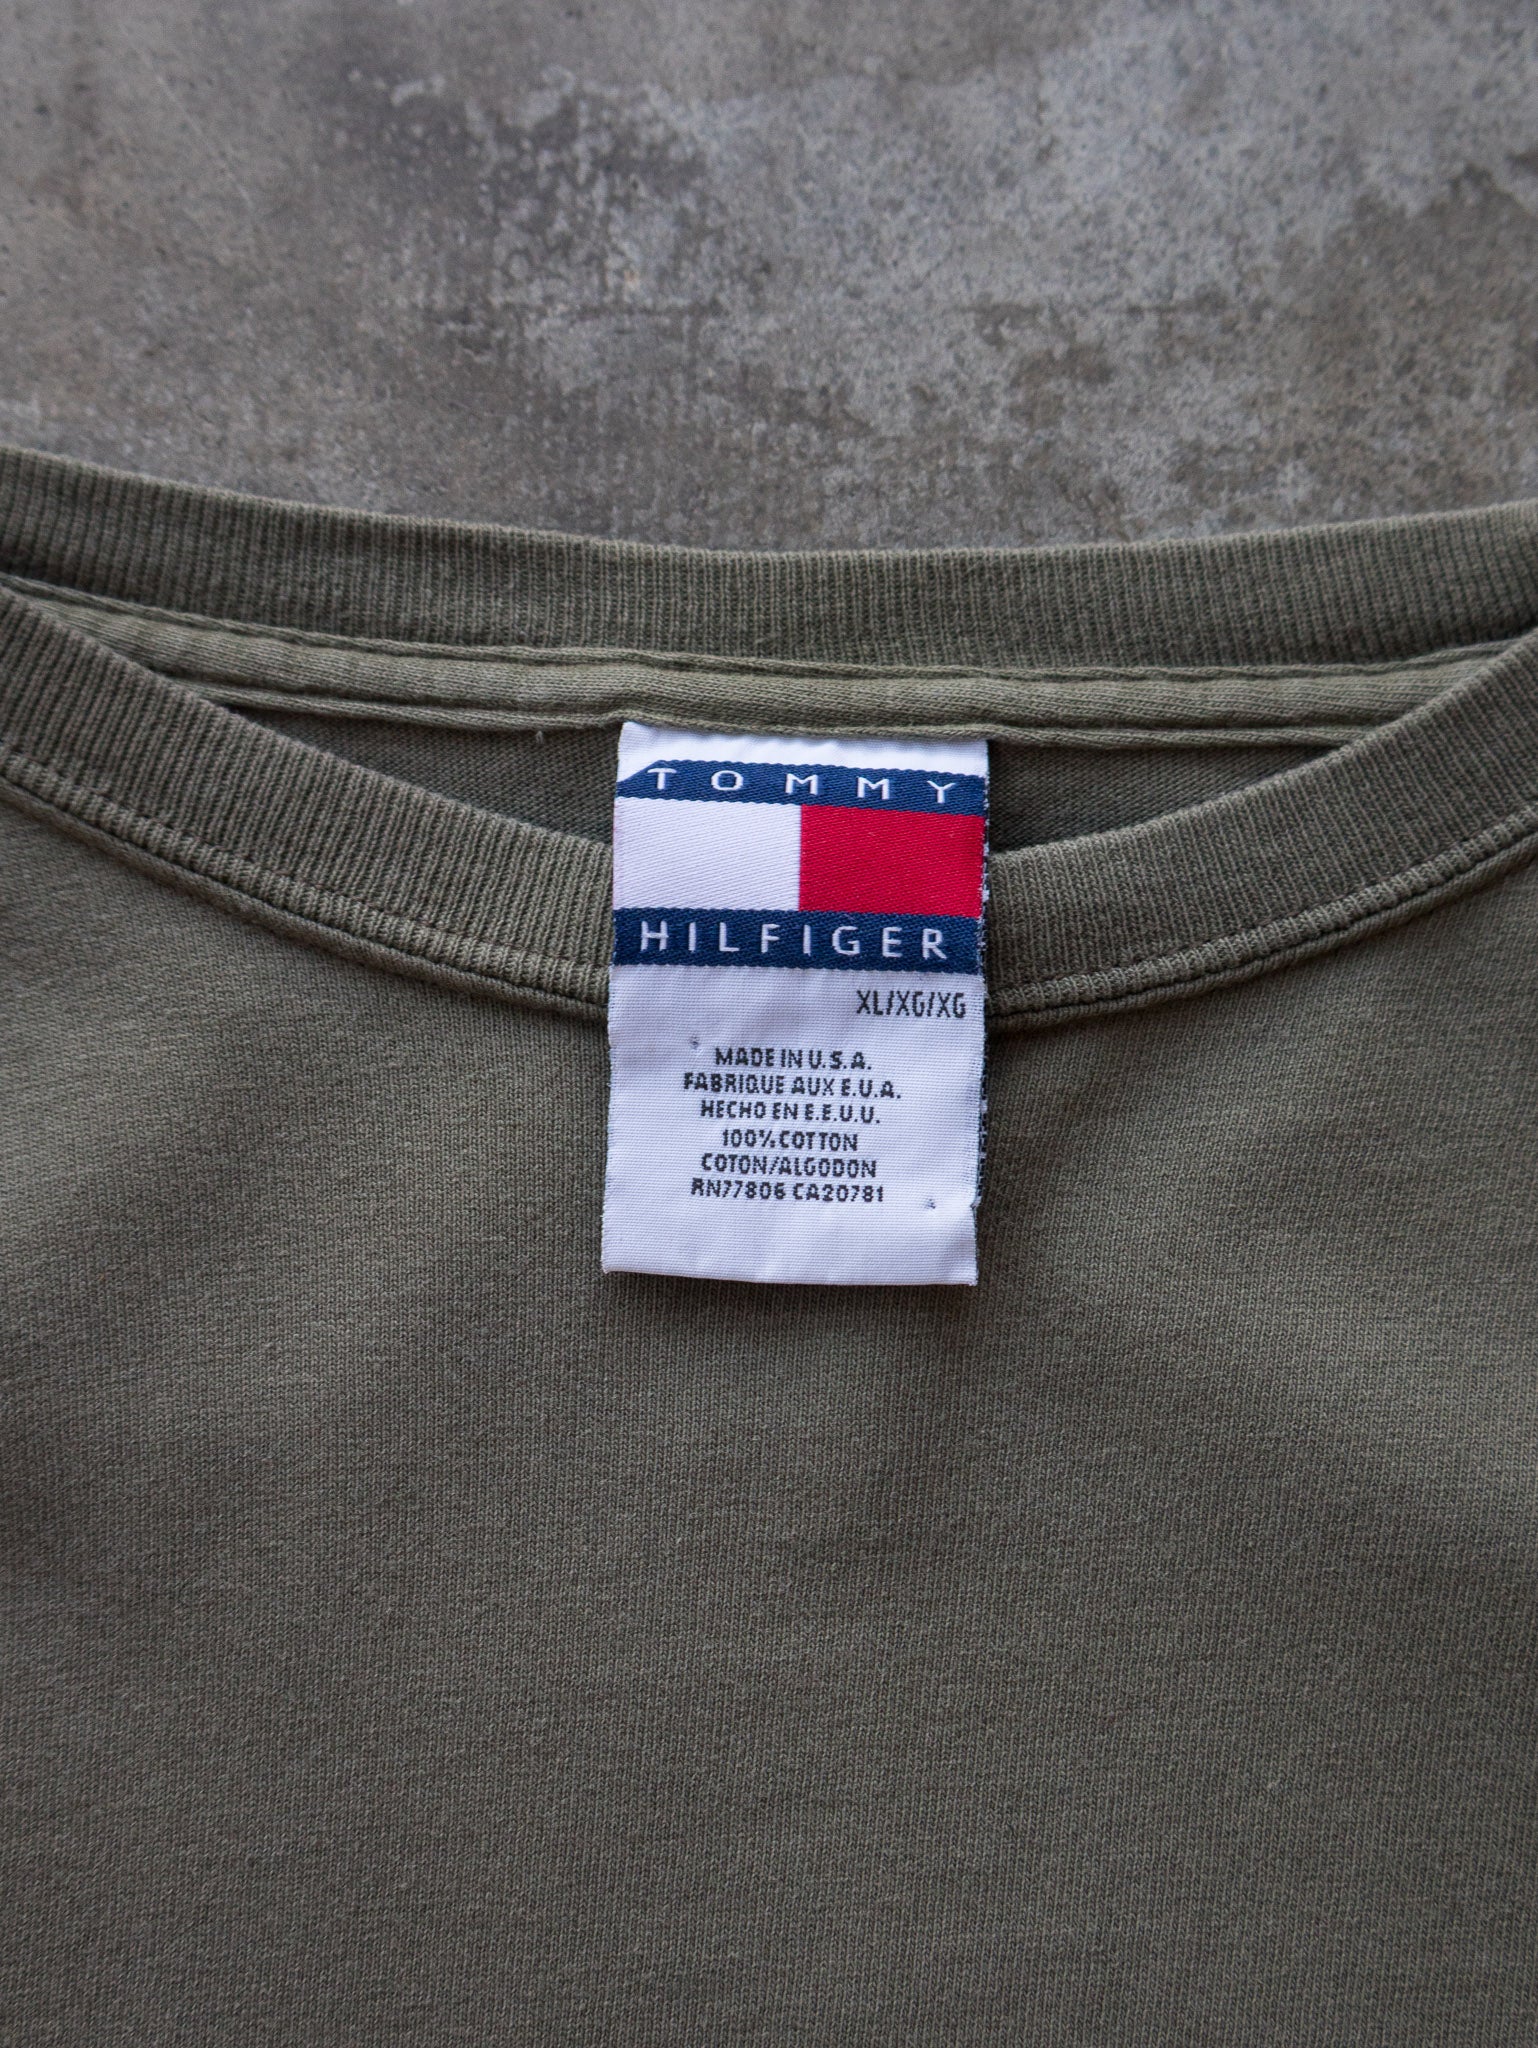 TOMMY
HILFIGER
XL/XG/XG
MADE IN U.S.A.
FABRIQUE AUX E.U.A.
HECHO EN E.E.U.U.
100% COTTON
COTON/ALGODON
RN77806 CA20781